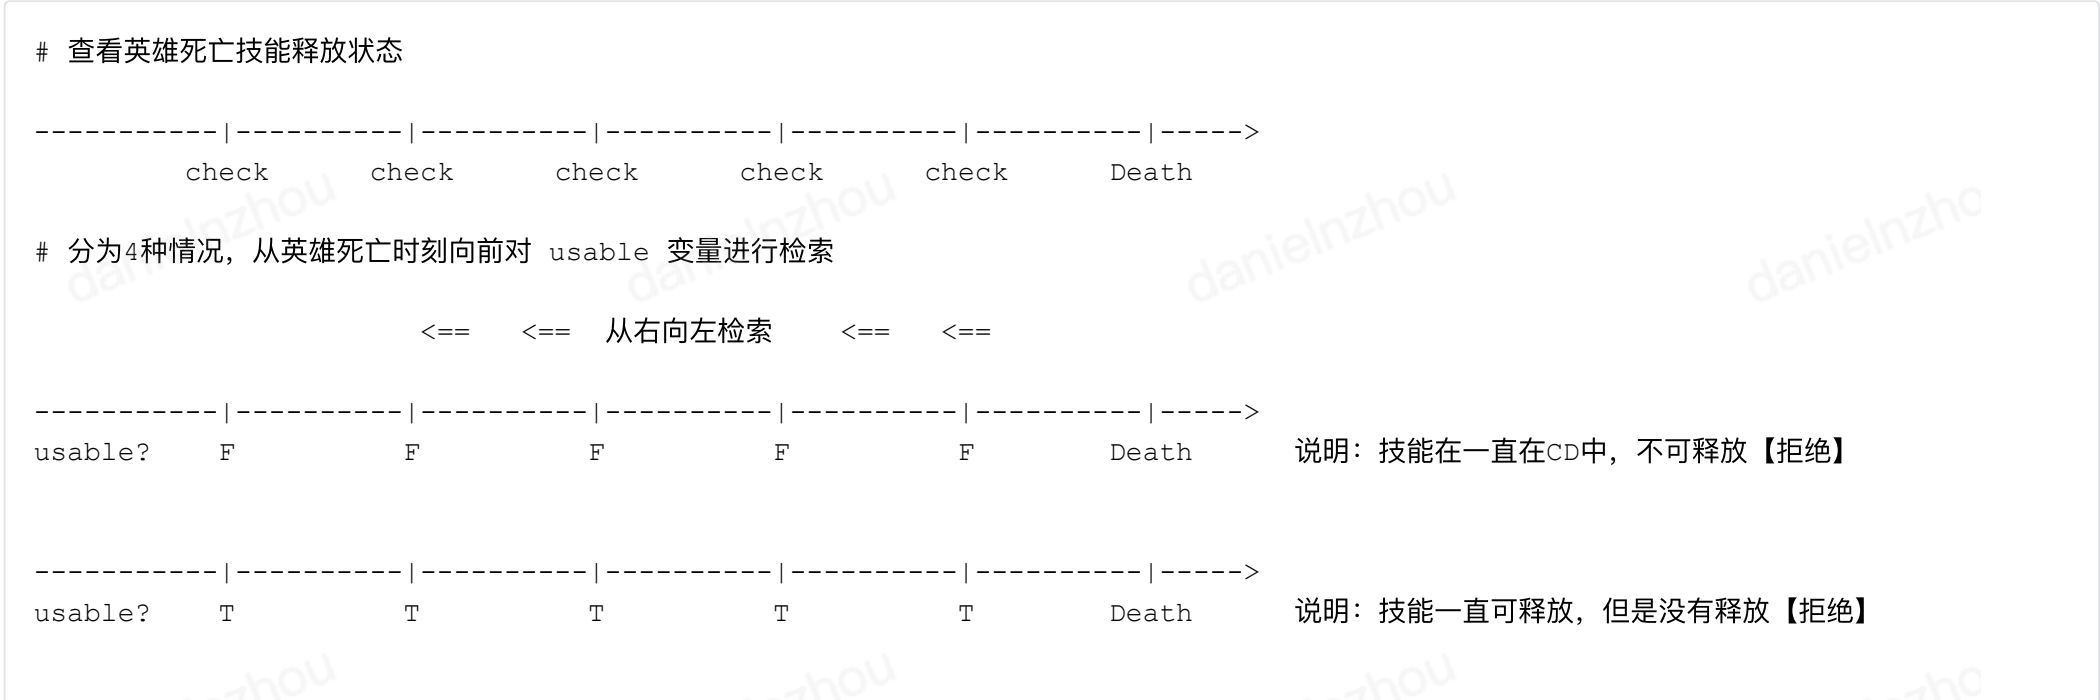 # 查看英雄死亡技能释放状态
-----------|----------|----------|----------|----------|----------|----->
check check check check check Death
# 分为4种情况，从英雄死亡时刻向前对 usable 变量进行检索
<== <== 从右向左检索 <== <==
-----------|----------|----------|----------|----------|----------|----->
usable? F F F F F Death 说明：技能在一直在CD中，不可释放【拒绝】
-----------|----------|----------|----------|----------|----------|----->
usable? T T T T T Death 说明：技能一直可释放，但是没有释放【拒绝】
danielnzhou danielnzhou danielnzhou danielnzho